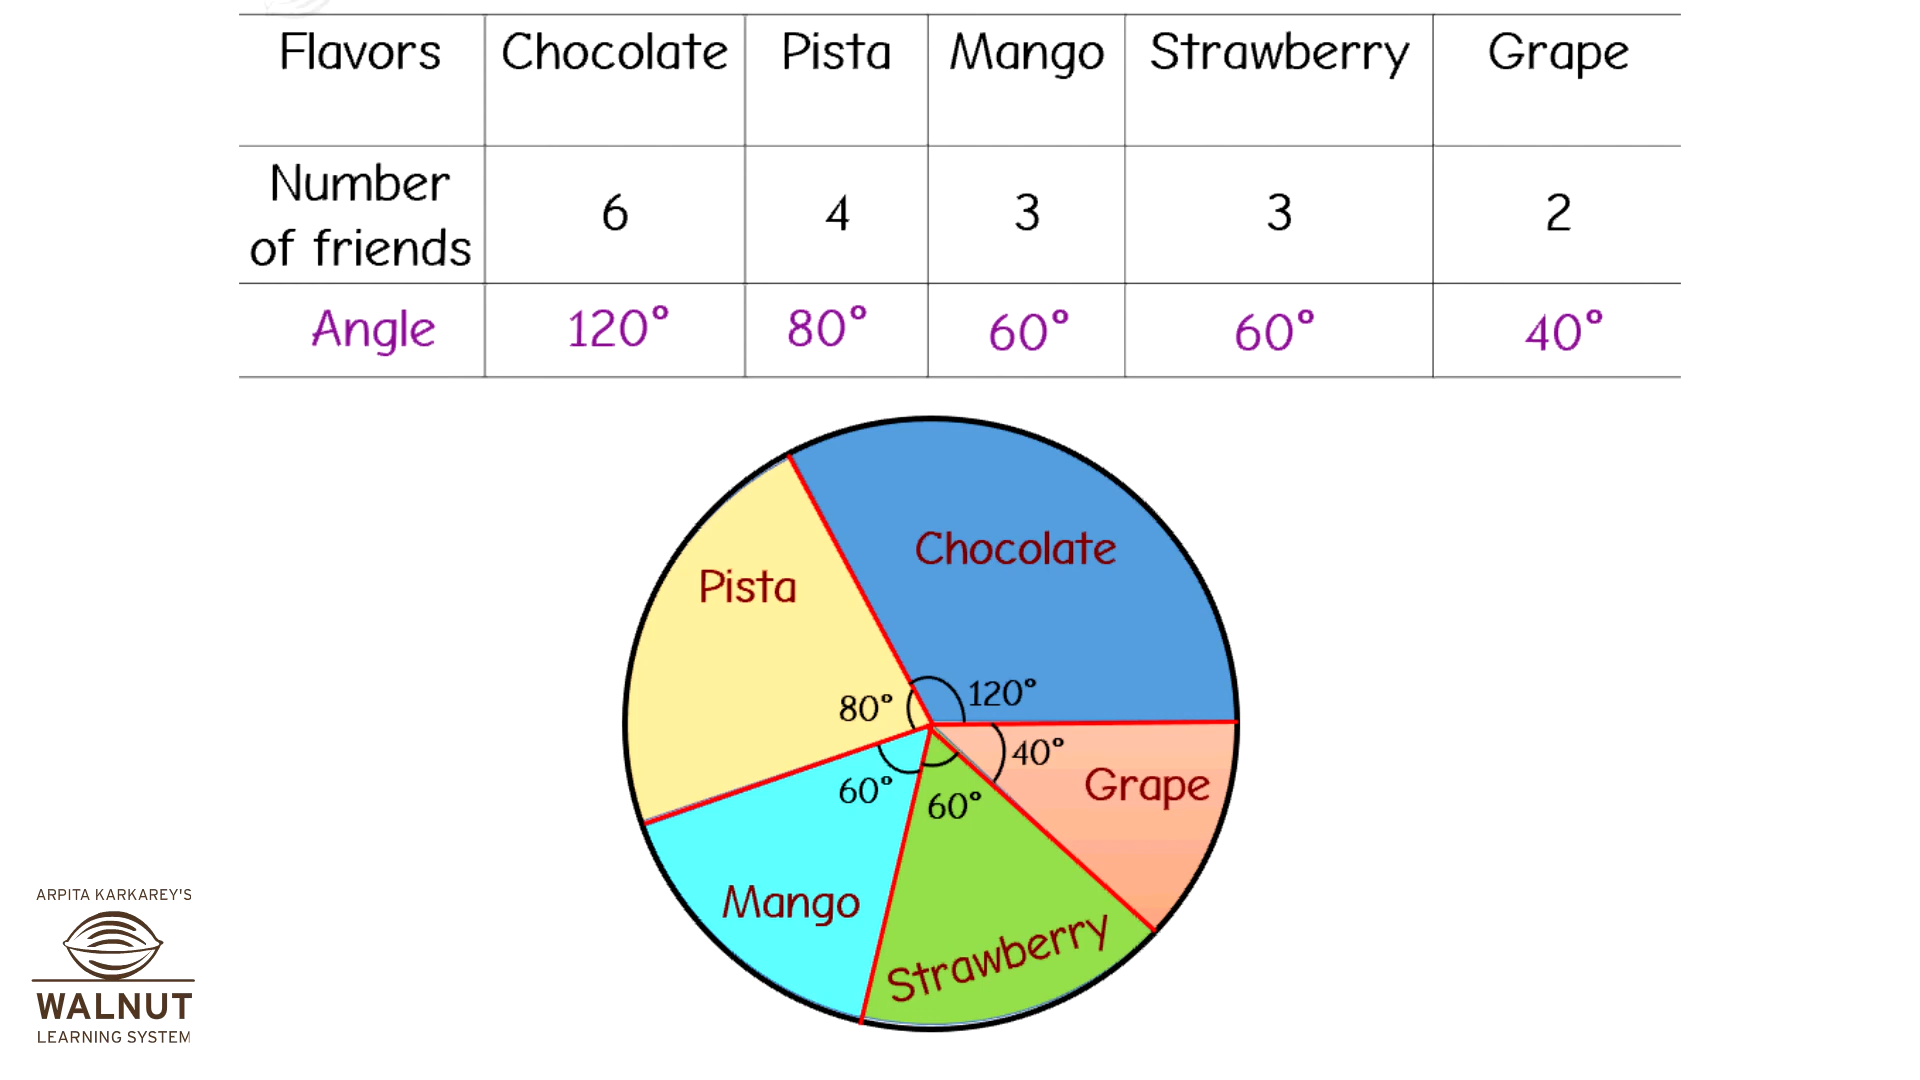 Flavors Chocolate Pista Mango Strawberry Grape
Number of friends 6 4 3 3 2
Angle 120° 80° 60° 60° 40°
Chocolate
Pista
120°
80°
40°
Grape
60°
60°
Mango
Strawberry
ARPITA KARKAREY'S
WALNUT
LEARNING SYSTEM